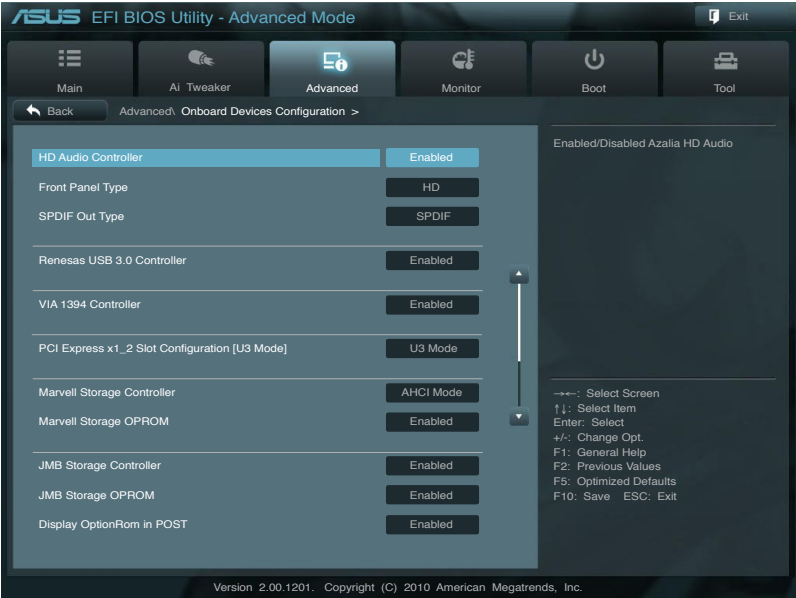 ASUS EFI BIOS Utility - Advanced Mode
Exit
Main
Ai Tweaker
Advanced
Monitor
Boot
Tool
Back
Advanced\ Onboard Devices Configuration >
HD Audio Controller Enabled
Front Panel Type HD
SPDIF Out Type SPDIF
Renesas USB 3.0 Controller Enabled
VIA 1394 Controller Enabled
PCI Express x1_2 Slot Configuration [U3 Mode] U3 Mode
Marvell Storage Controller AHCI Mode
Marvell Storage OPROM Enabled
JMB Storage Controller Enabled
JMB Storage OPROM Enabled
Display OptionRom in POST Enabled
Enabled/Disabled Azalia HD Audio
→←: Select Screen
↑↓: Select Item
Enter: Select
+/-: Change Opt.
F1: General Help
F2: Previous Values
F5: Optimized Defaults
F10: Save ESC: Exit
Version 2.00.1201. Copyright (C) 2010 American Megatrends, Inc.